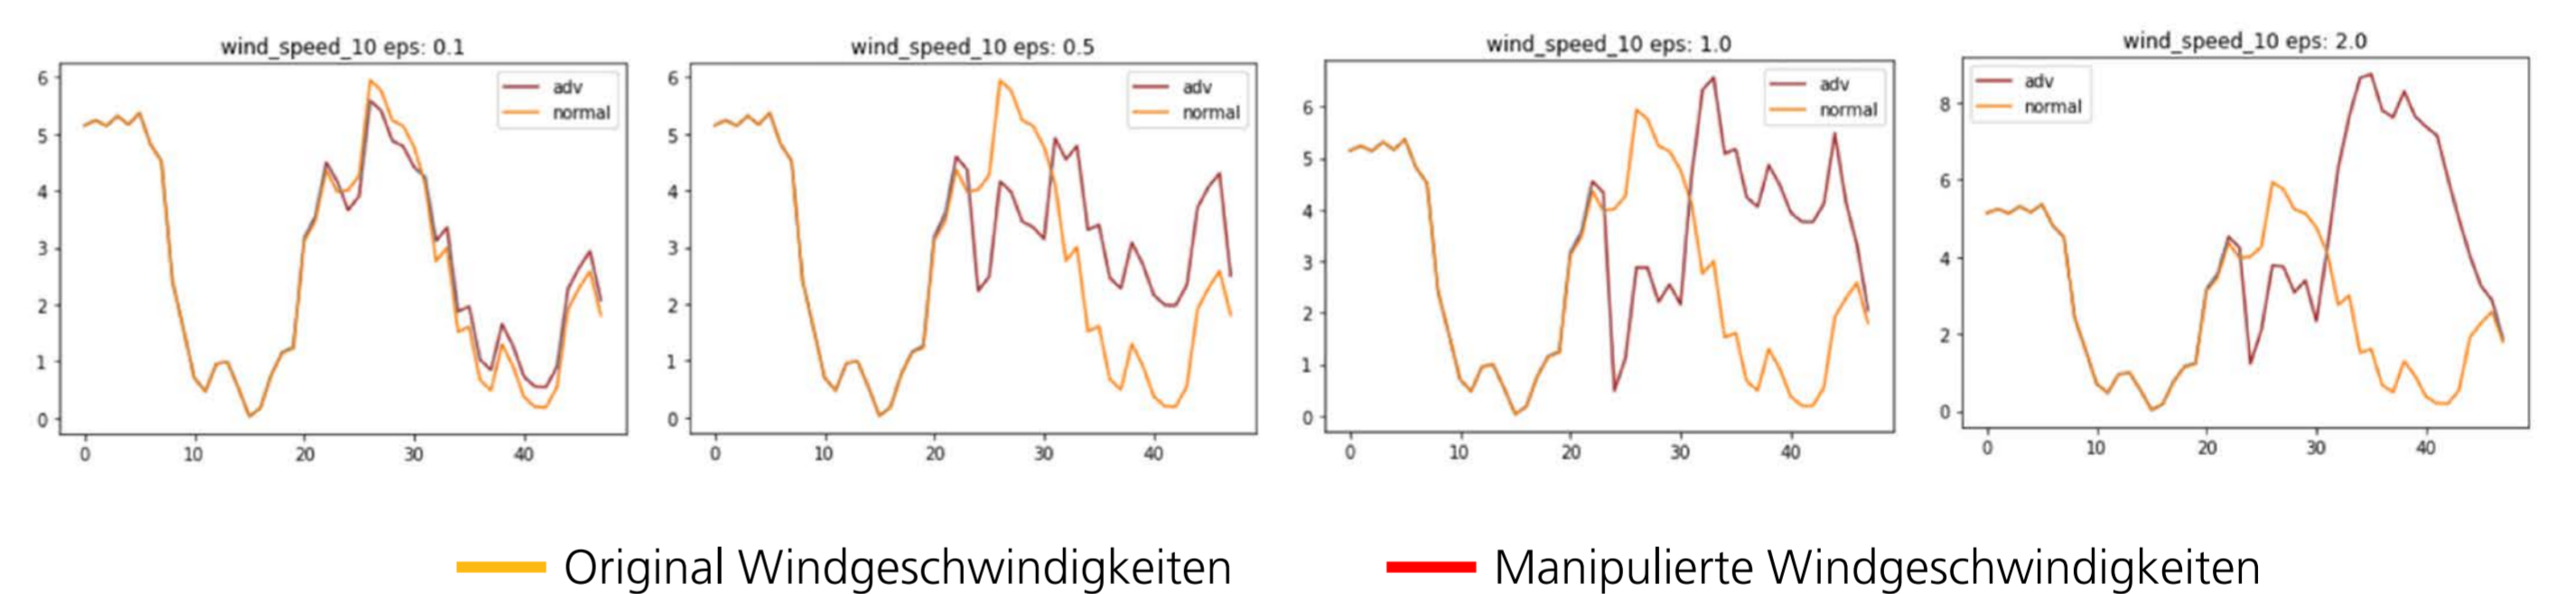 wind_speed_10 eps: 0.1
adv
normal
6
5
4
3
2
1
0
0 10 20 30 40
wind_speed_10 eps: 0.5
adv
normal
6
5
4
3
2
1
0
0 10 20 30 40
wind_speed_10 eps: 1.0
adv
normal
6
5
4
3
2
1
0
0 10 20 30 40
wind_speed_10 eps: 2.0
adv
normal
8
6
4
2
0
0 10 20 30 40
Original Windgeschwindigkeiten
Manipulierte Windgeschwindigkeiten